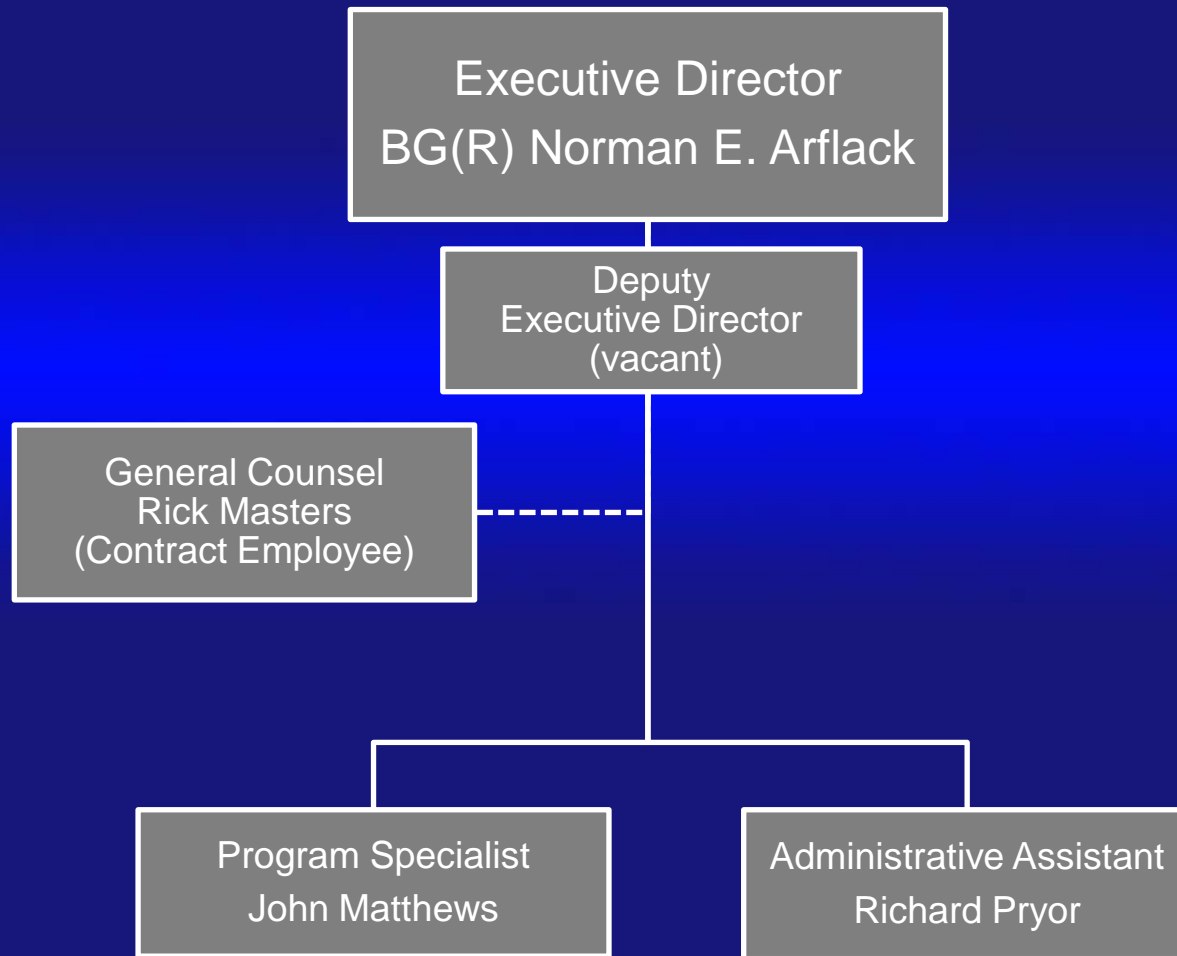 Executive Director
BG(R) Norman E. Arflack
Deputy
Executive Director
(vacant)
General Counsel
Rick Masters
(Contract Employee)
Program Specialist
John Matthews
Administrative Assistant
Richard Pryor